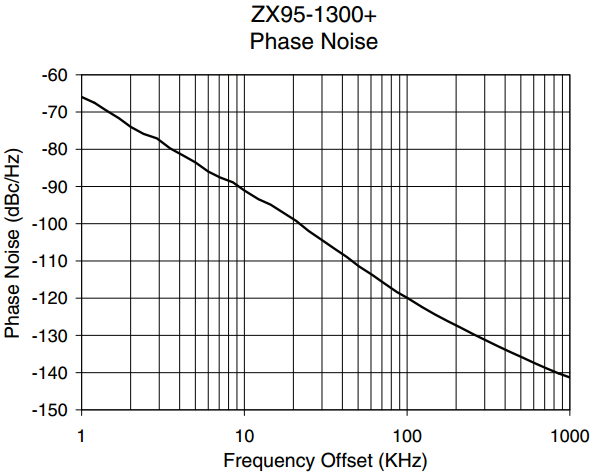 ZX95-1300+
Phase Noise
-60
-70
-80
-90
-100
-110
-120
-130
-140
-150
Phase Noise (dBc/Hz)
1 10 100 1000
Frequency Offset (KHz)